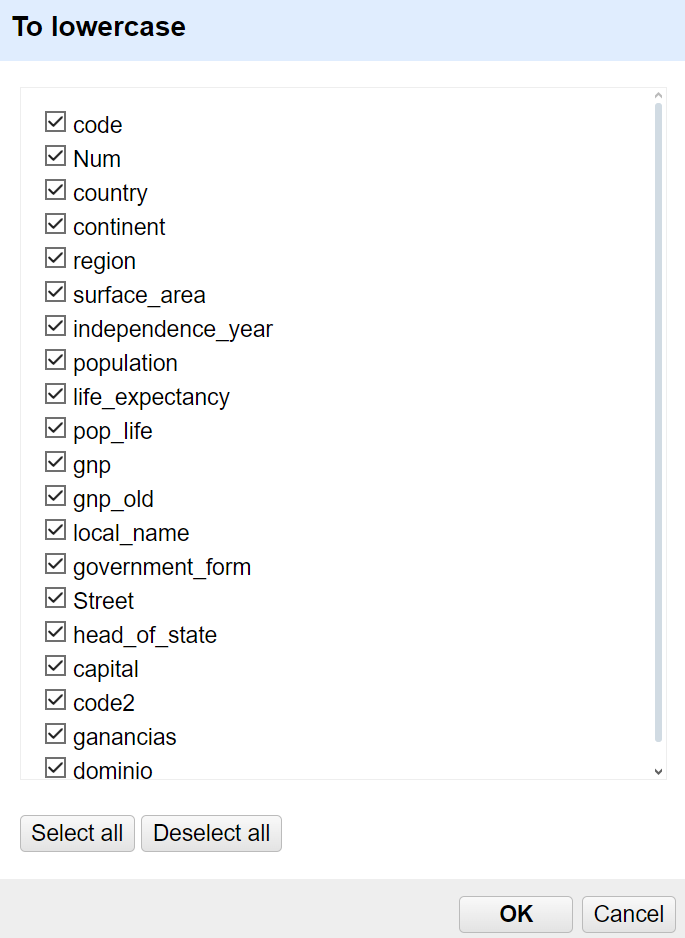 To lowercase
code
Num
country
continent
region
surface_area
independence_year
population
life_expectancy
pop_life
gnp
gnp_old
local_name
government_form
Street
head_of_state
capital
code2
ganancias
dominio
Select all Deselect all
OK Cancel